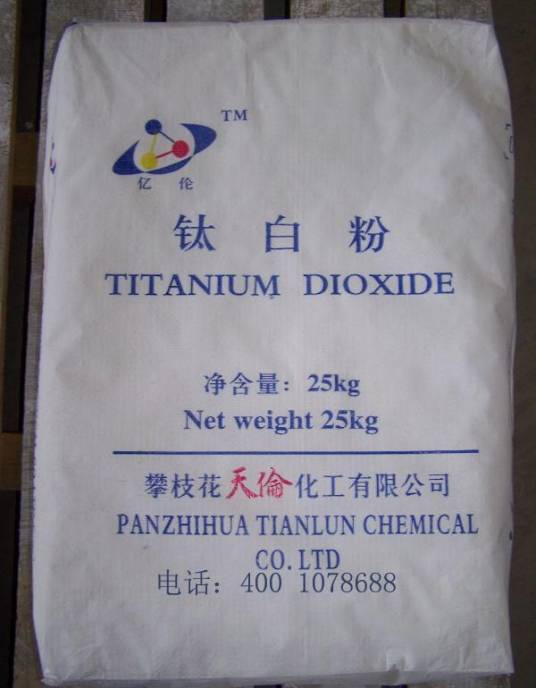 TM
亿伦
钛白粉
TITANIUM DIOXIDE
净含量：25kg
Net weight 25kg
攀枝花天倫化工有限公司
PANZHIHUA TIANLUN CHEMICAL
CO.LTD
电话：400 1078688